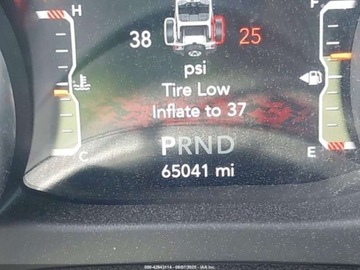 H
F
38
25
psi
Tire Low
Inflate to 37
C
E
PRND
65041 mi